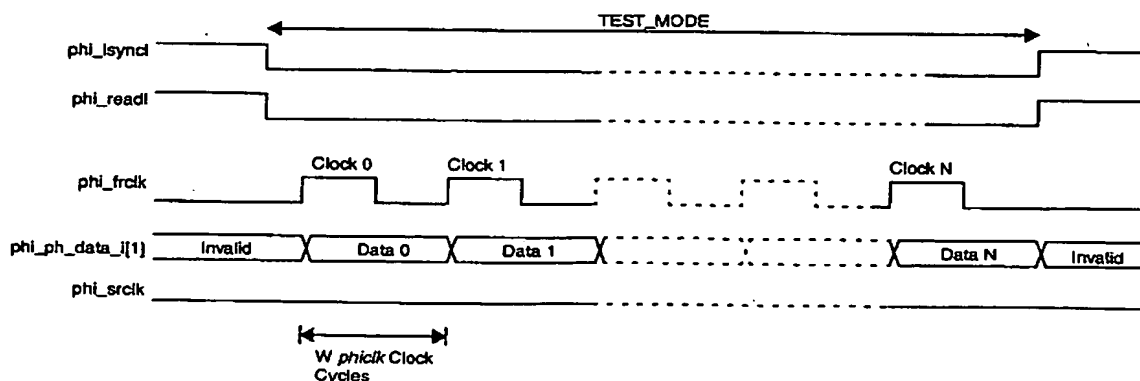 TEST_MODE
phi_lsyncl
phi_readl
Clock 0
Clock 1
Clock N
phi_frclk
phi_ph_data_i[1]
Invalid
Data 0
Data 1
Data N
Invalid
phi_srclk
W phiclk Clock
Cycles